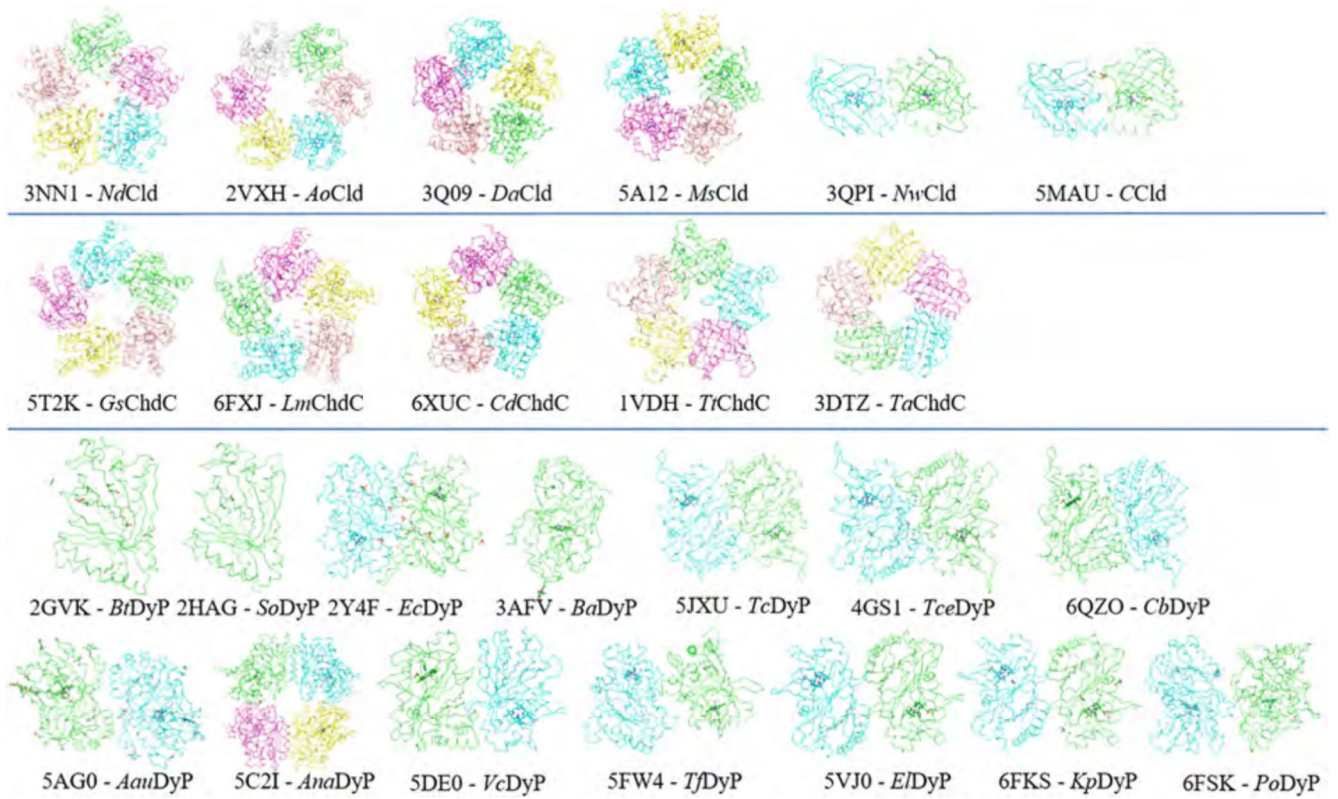 3NN1 - NdCld 2VXH - AoCld 3Q09 - DaCld 5A12 - MsCld 3QPI - NwCld 5MAU - CCld
5T2K - GsChdC 6FXJ - LmChdC 6XUC - CdChdC 1VDH - TtChdC 3DTZ - TaChdC
2GVK - BtDyP 2HAG - SoDyP 2Y4F - EcDyP 3AFV - BaDyP 5JXU - TcDyP 4GS1 - TceDyP 6QZO - CbDyP
5AG0 - AauDyP 5C2I - AnaDyP 5DE0 - VcDyP 5FW4 - TfDyP 5VJ0 - ElDyP 6FKS - KpDyP 6FSK - PoDyP